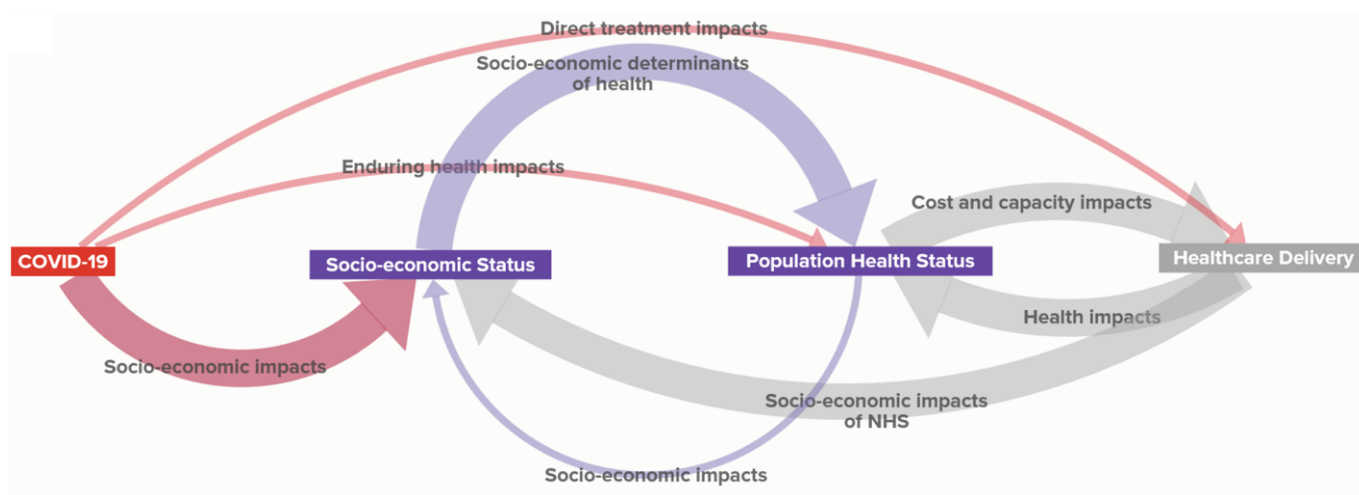 Direct treatment impacts
Socio-economic determinants
of health
Enduring health impacts
Cost and capacity impacts
COVID-19
Socio-economic Status
Population Health Status
Healthcare Delivery
Health impacts
Socio-economic impacts
Socio-economic impacts
of NHS
Socio-economic impacts